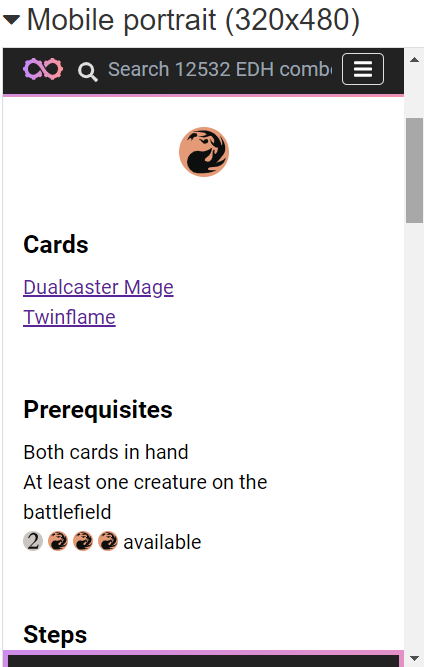 Mobile portrait (320x480)
Search 12532 EDH comb
Cards
Dualcaster Mage
Twinflame
Prerequisites
Both cards in hand
At least one creature on the
battlefield
2 available
Steps